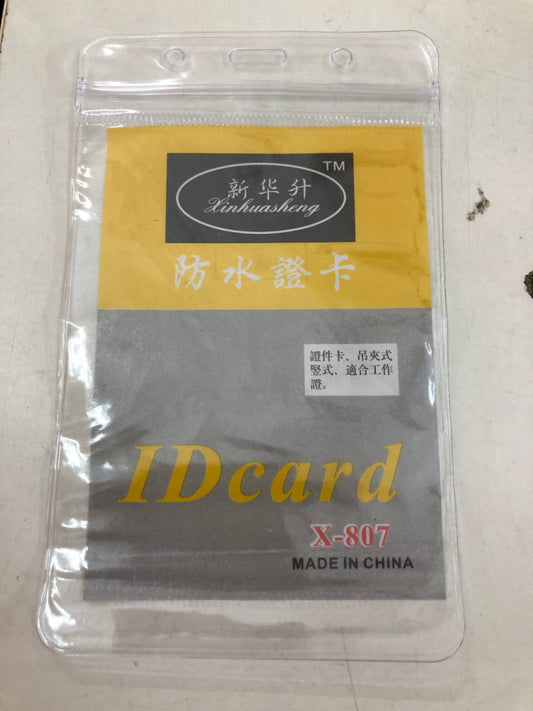 TM
新华升
Xinhuasheng
防水證卡
證件卡、吊夾式
竪式、適合工作
證。
IDcard
X-807
MADE IN CHINA